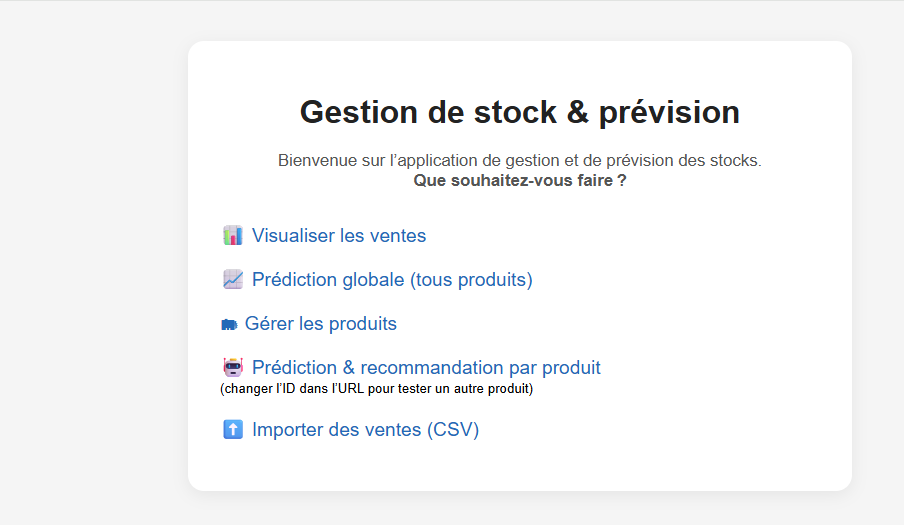 Gestion de stock & prévision
Bienvenue sur l’application de gestion et de prévision des stocks.
Que souhaitez-vous faire ?
Visualiser les ventes
Prédiction globale (tous produits)
Gérer les produits
Prédiction & recommandation par produit
(changer l’ID dans l’URL pour tester un autre produit)
Importer des ventes (CSV)